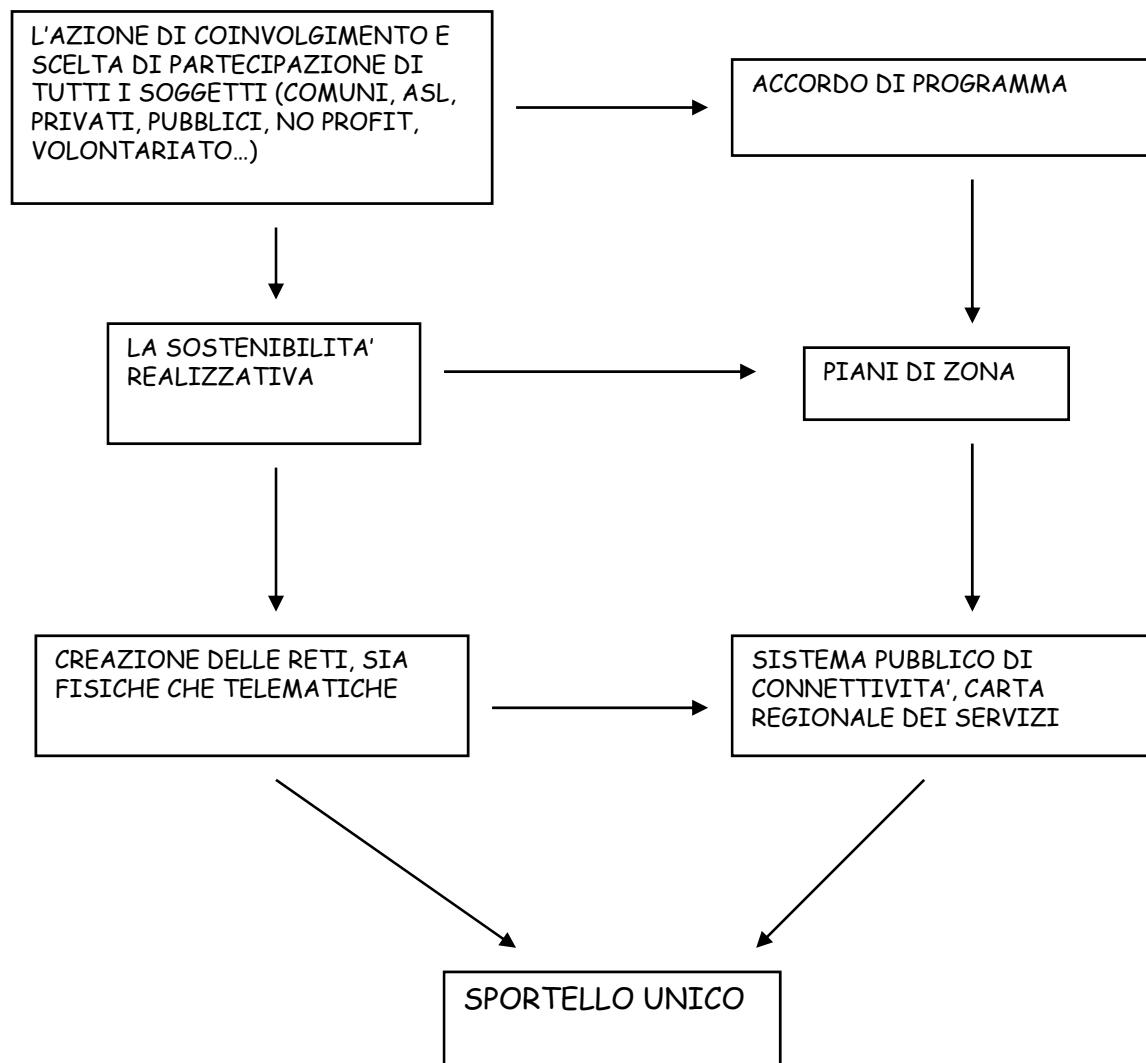 L'AZIONE DI COINVOLGIMENTO E
SCELTA DI PARTECIPAZIONE DI
TUTTI I SOGGETTI (COMUNI, ASL,
PRIVATI, PUBBLICI, NO PROFIT,
VOLONTARIATO…)
ACCORDO DI PROGRAMMA
LA SOSTENIBILITA'
REALIZZATIVA
PIANI DI ZONA
CREAZIONE DELLE RETI, SIA
FISICHE CHE TELEMATICHE
SISTEMA PUBBLICO DI
CONNETTIVITA', CARTA
REGIONALE DEI SERVIZI
SPORTELLO UNICO